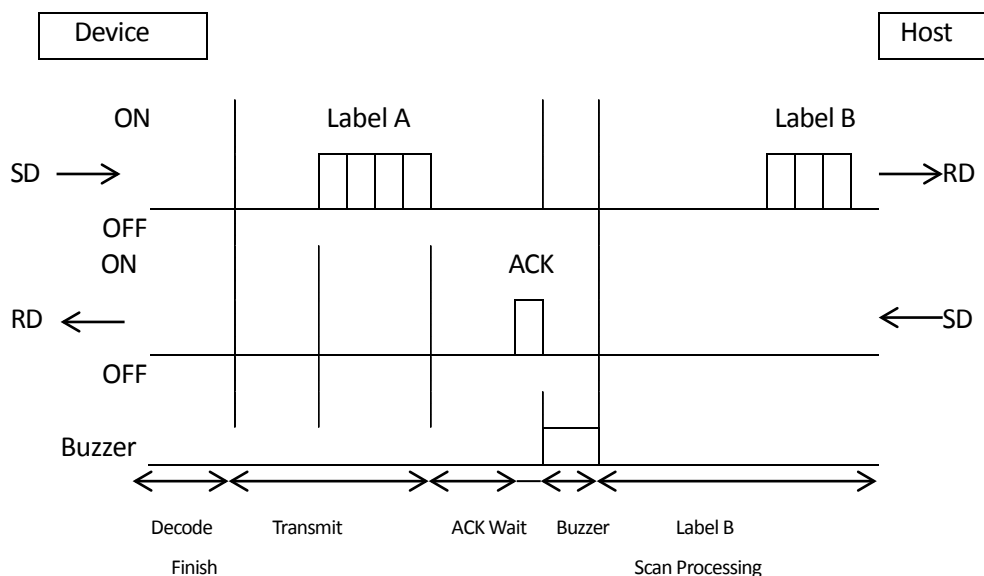 Device Host
ON Label A Label B
SD RD
OFF
ON ACK
RD SD
OFF
Buzzer
Decode Transmit ACK Wait Buzzer Label B
Finish Scan Processing